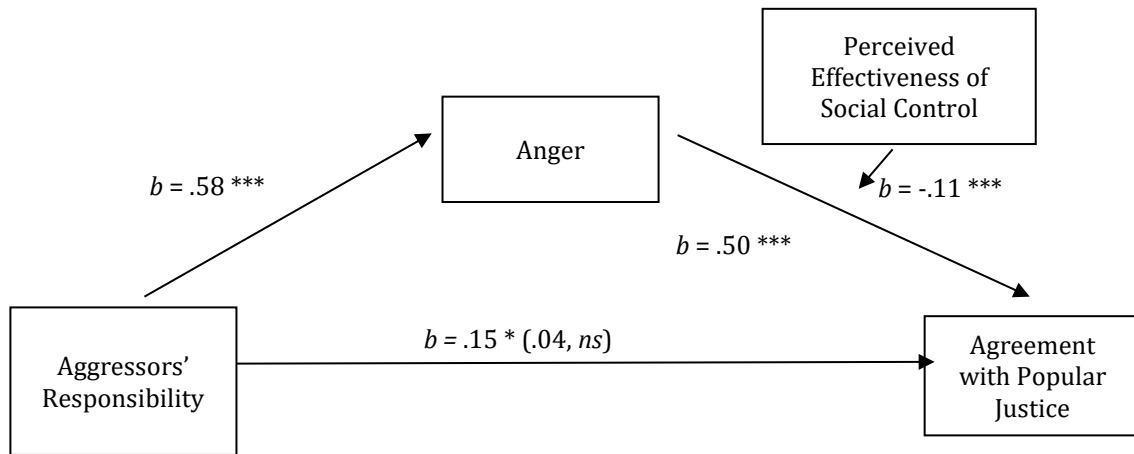 Perceived
Effectiveness of
Social Control
Anger
b = .58 ***
b = -.11 ***
b = .50 ***
b = .15 * (.04, ns)
Aggressors’
Responsibility
Agreement
with Popular
Justice